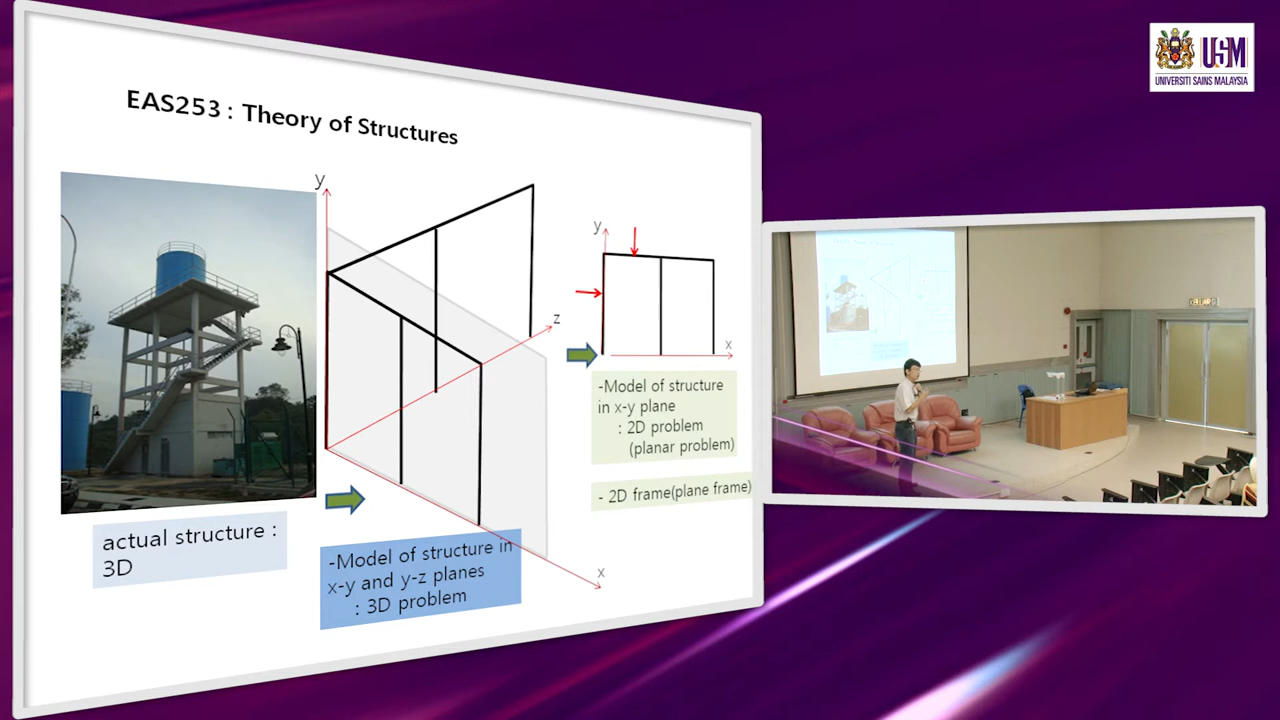 EAS253 : Theory of Structures
y
z
x
actual structure :
3D
-Model of structure in
x-y and y-z planes
: 3D problem
y
x
-Model of structure
in x-y plane
: 2D problem
(planar problem)
- 2D frame(plane frame)
USM
UNIVERSITI SAINS MALAYSIA